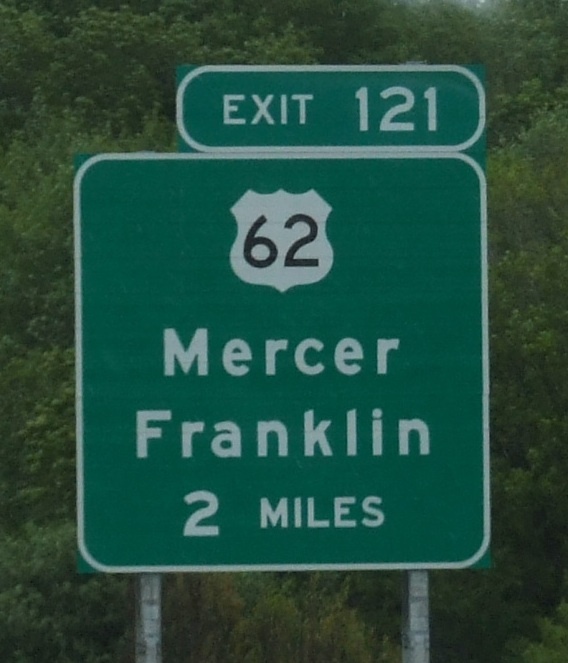 EXIT 121
62
Mercer
Franklin
2 MILES